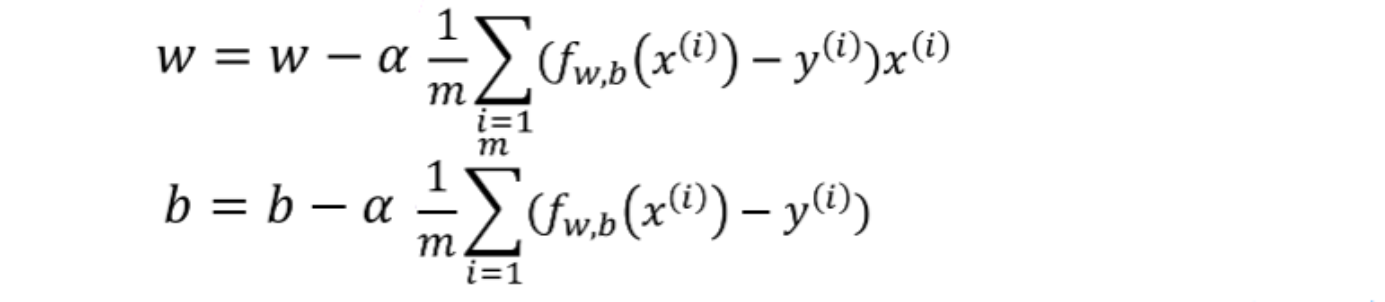 w = w − α 1/m ∑_{i=1} (f_{w,b}(x^{(i)}) − y^{(i)})x^{(i)}
b = b − α 1/m ∑_{i=1}^{m} (f_{w,b}(x^{(i)}) − y^{(i)})